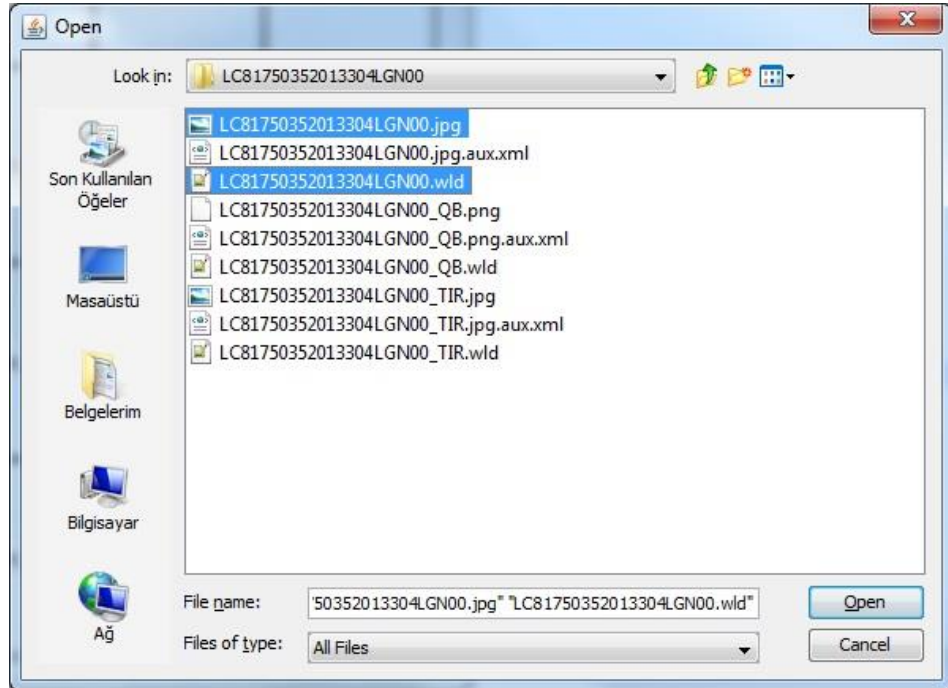 Open
Look in:
LC81750352013304LGN00
Son Kullanılan
Öğeler
Masaüstü
Belgelerim
Bilgisayar
Ağ
LC81750352013304LGN00.jpg
LC81750352013304LGN00.jpg.aux.xml
LC81750352013304LGN00.wld
LC81750352013304LGN00_QB.png
LC81750352013304LGN00_QB.png.aux.xml
LC81750352013304LGN00_QB.wld
LC81750352013304LGN00_TIR.jpg
LC81750352013304LGN00_TIR.jpg.aux.xml
LC81750352013304LGN00_TIR.wld
File name:
'50352013304LGN00.jpg" "LC81750352013304LGN00.wld"
Open
Files of type:
All Files
Cancel